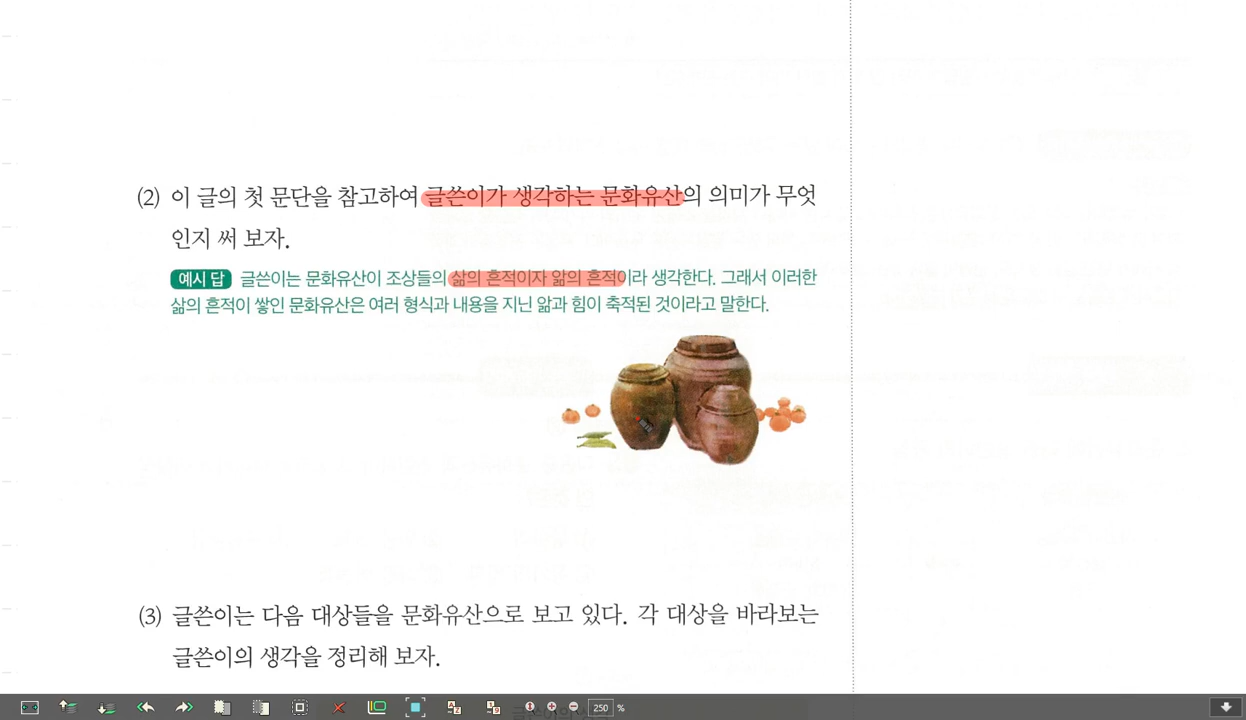 (2) 이 글의 첫 문단을 참고하여 글쓴이가 생각하는 문화유산의 의미가 무엇
인지 써 보자.
예시 답 글쓴이는 문화유산이 조상들의 삶의 흔적이자 앎의 흔적이라 생각한다. 그래서 이러한
삶의 흔적이 쌓인 문화유산은 여러 형식과 내용을 지닌 앎과 힘이 축적된 것이라고 말한다.
(3) 글쓴이는 다음 대상들을 문화유산으로 보고 있다. 각 대상을 바라보는
글쓴이의 생각을 정리해 보자.
250 %